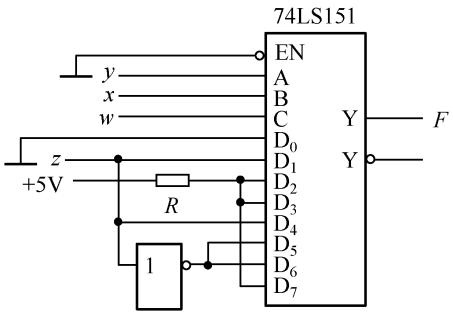 74LS151
EN
y A
x B
w C
D₀
z D₁
+5V D₂
R D₃
D₄
D₅
1 D₆
D₇
Y F
Y